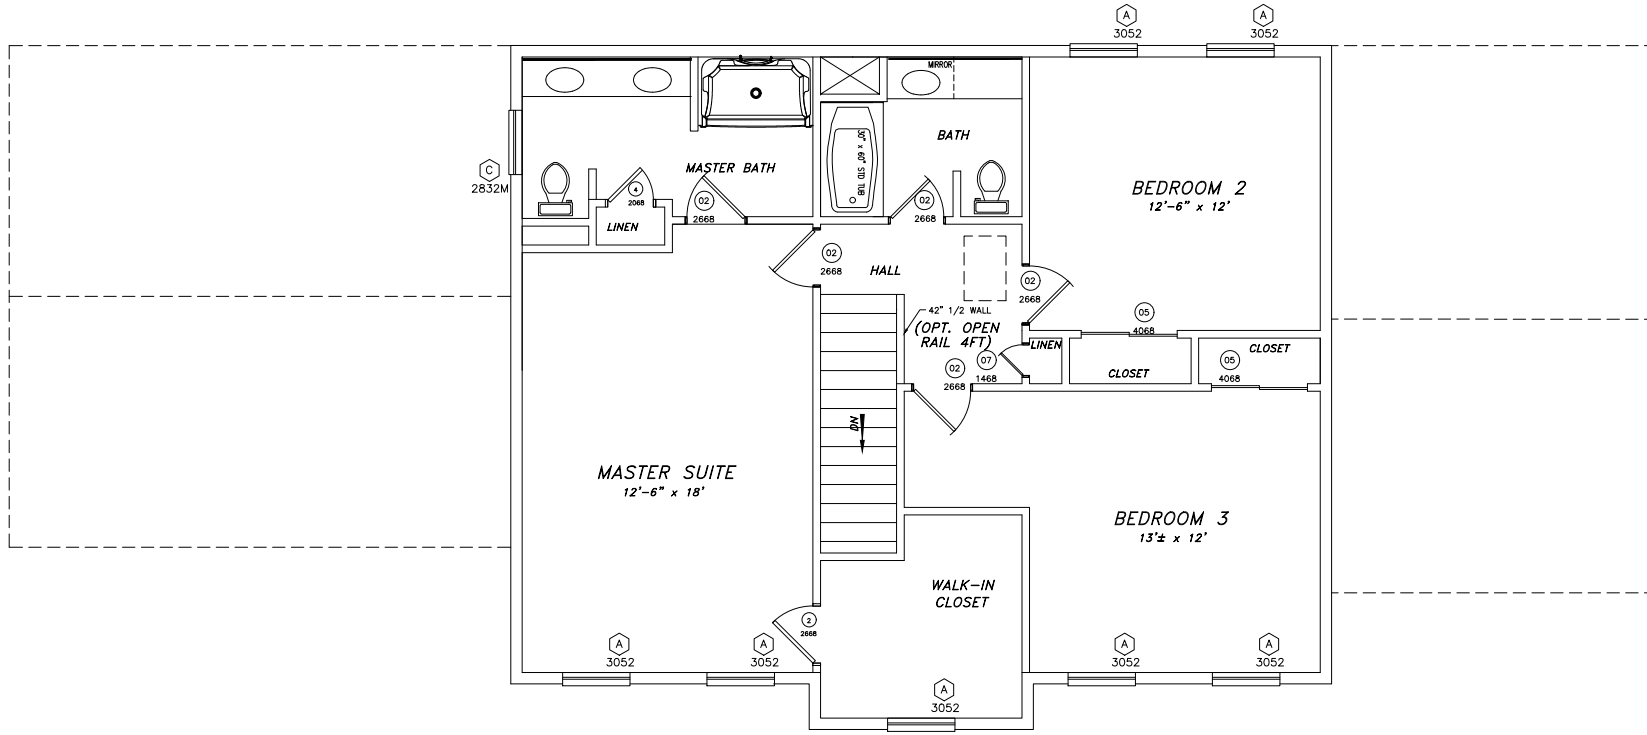 A
3052
A
3052
MIRROR
BATH
30" x 60" STD TUB
C
2832M
MASTER BATH
4
2068
02
2668
02
2668
LINEN
BEDROOM 2
12'-6" x 12'
02
2668
HALL
02
2668
42" 1/2 WALL
(OPT. OPEN
RAIL 4FT)
05
4068
LINEN
07
1468
02
2668
CLOSET
05
4068
CLOSET
DN
MASTER SUITE
12'-6" x 18'
BEDROOM 3
13'± x 12'
WALK-IN
CLOSET
2
2668
A
3052
A
3052
A
3052
A
3052
A
3052